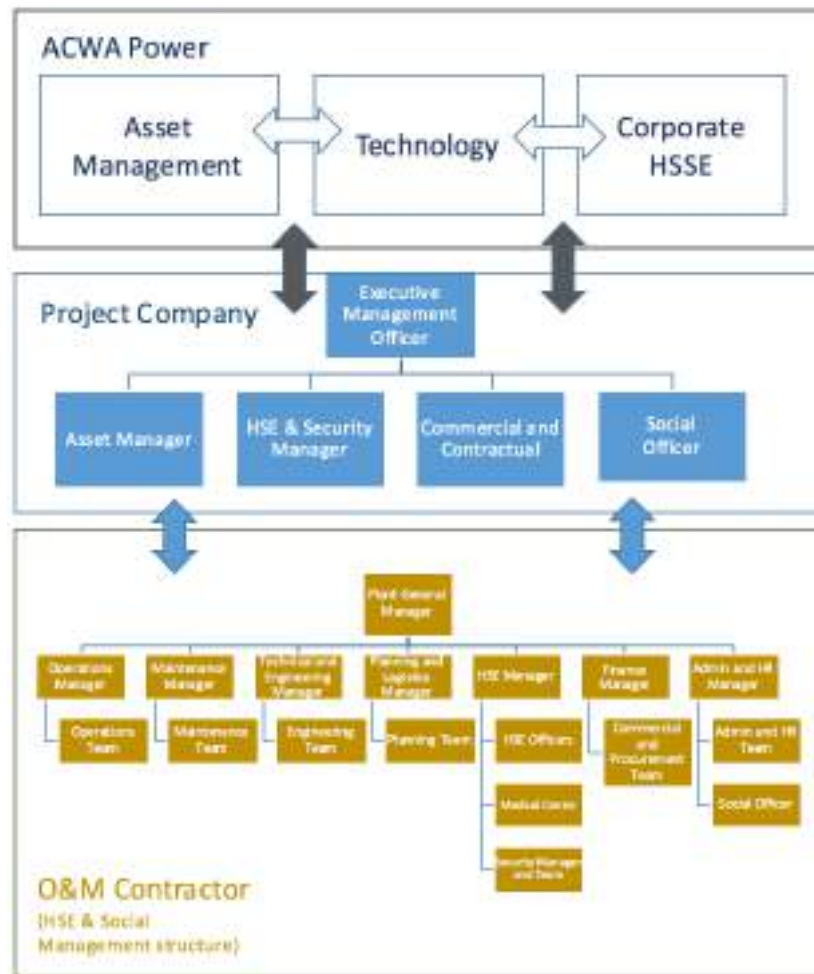 ACWA Power
Asset
Management
Technology
Corporate
HSSE
Project Company
Executive
Management
Officer
Asset Manager
HSE & Security
Manager
Commercial and
Contractual
Social
Officer
Plant General
Manager
Operations
Manager
Maintenance
Manager
Technical and
Engineering
Manager
Planning and
Logistics
Manager
HSE Manager
Finance
Manager
Admin and HR
Manager
Operations
Team
Maintenance
Team
Engineering
Team
Planning Team
HSE Officers
Commercial
and
Procurement
Team
Admin and HR
Team
Medical
Social Officer
Security Manager
and Team
O&M Contractor
(HSE & Social
Management structure)